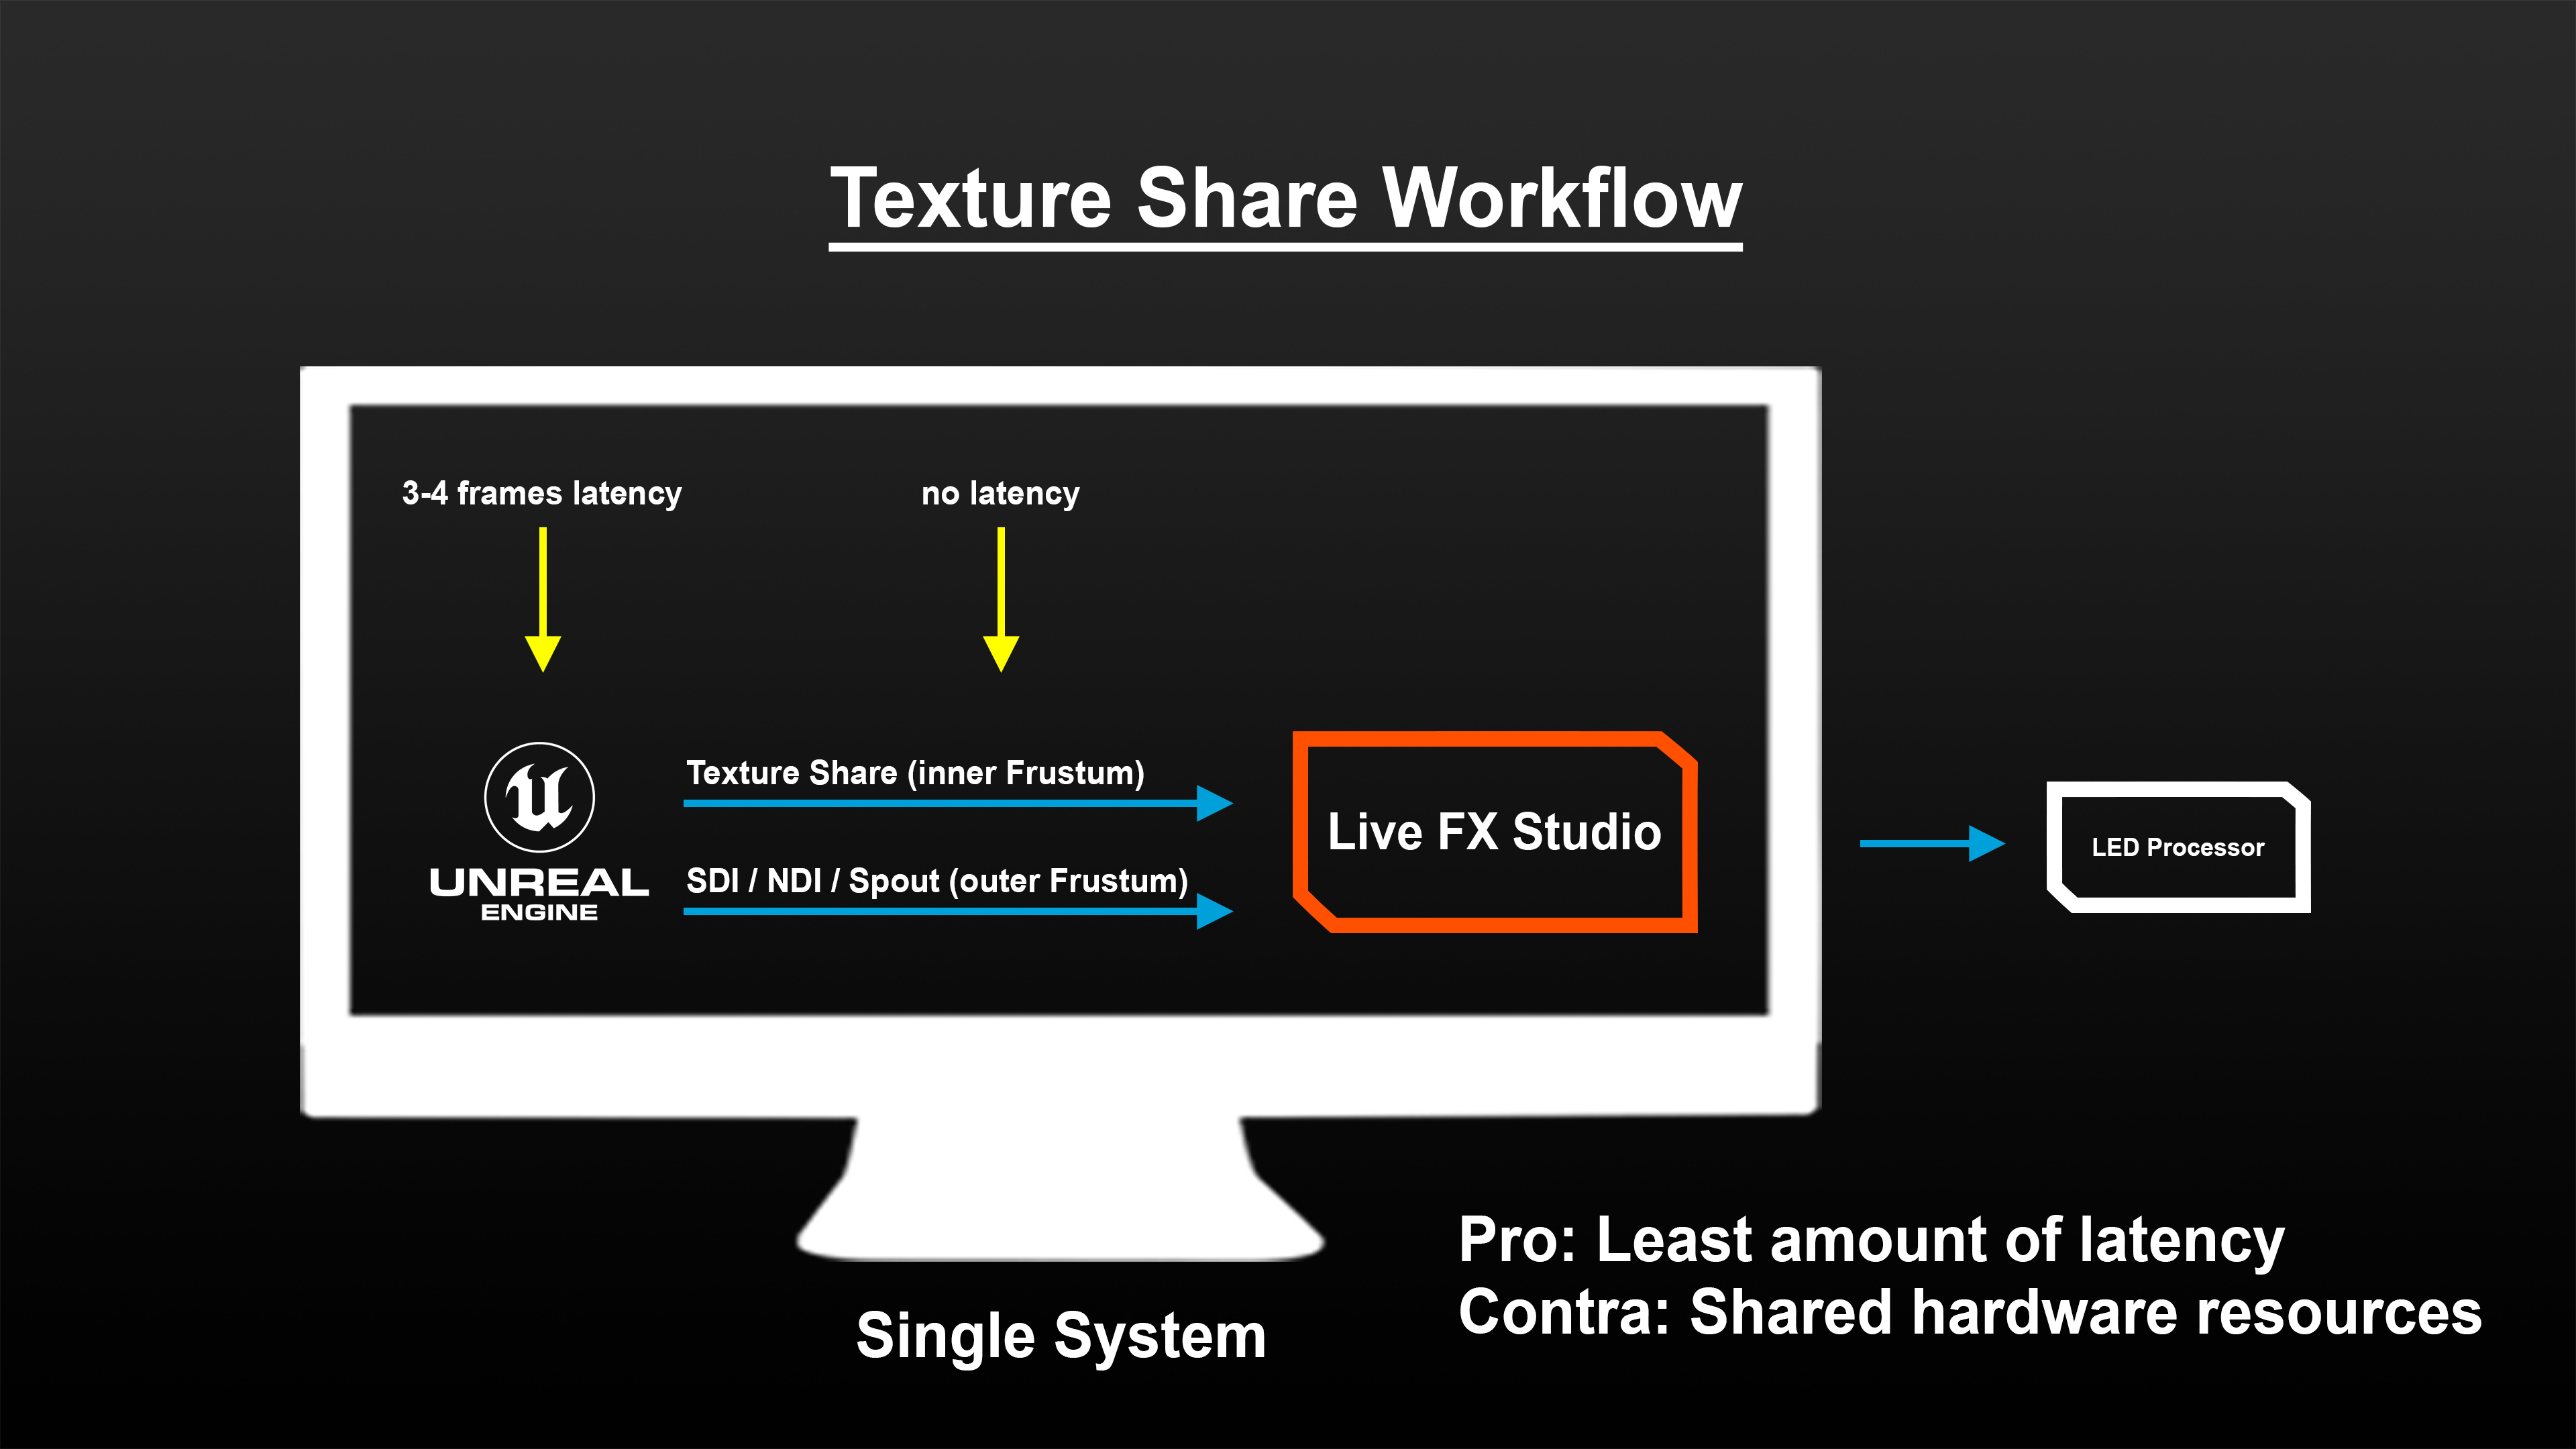 Texture Share Workflow
3-4 frames latency
no latency
UNREAL
ENGINE
Texture Share (inner Frustum)
SDI / NDI / Spout (outer Frustum)
Live FX Studio
LED Processor
Pro: Least amount of latency
Contra: Shared hardware resources
Single System